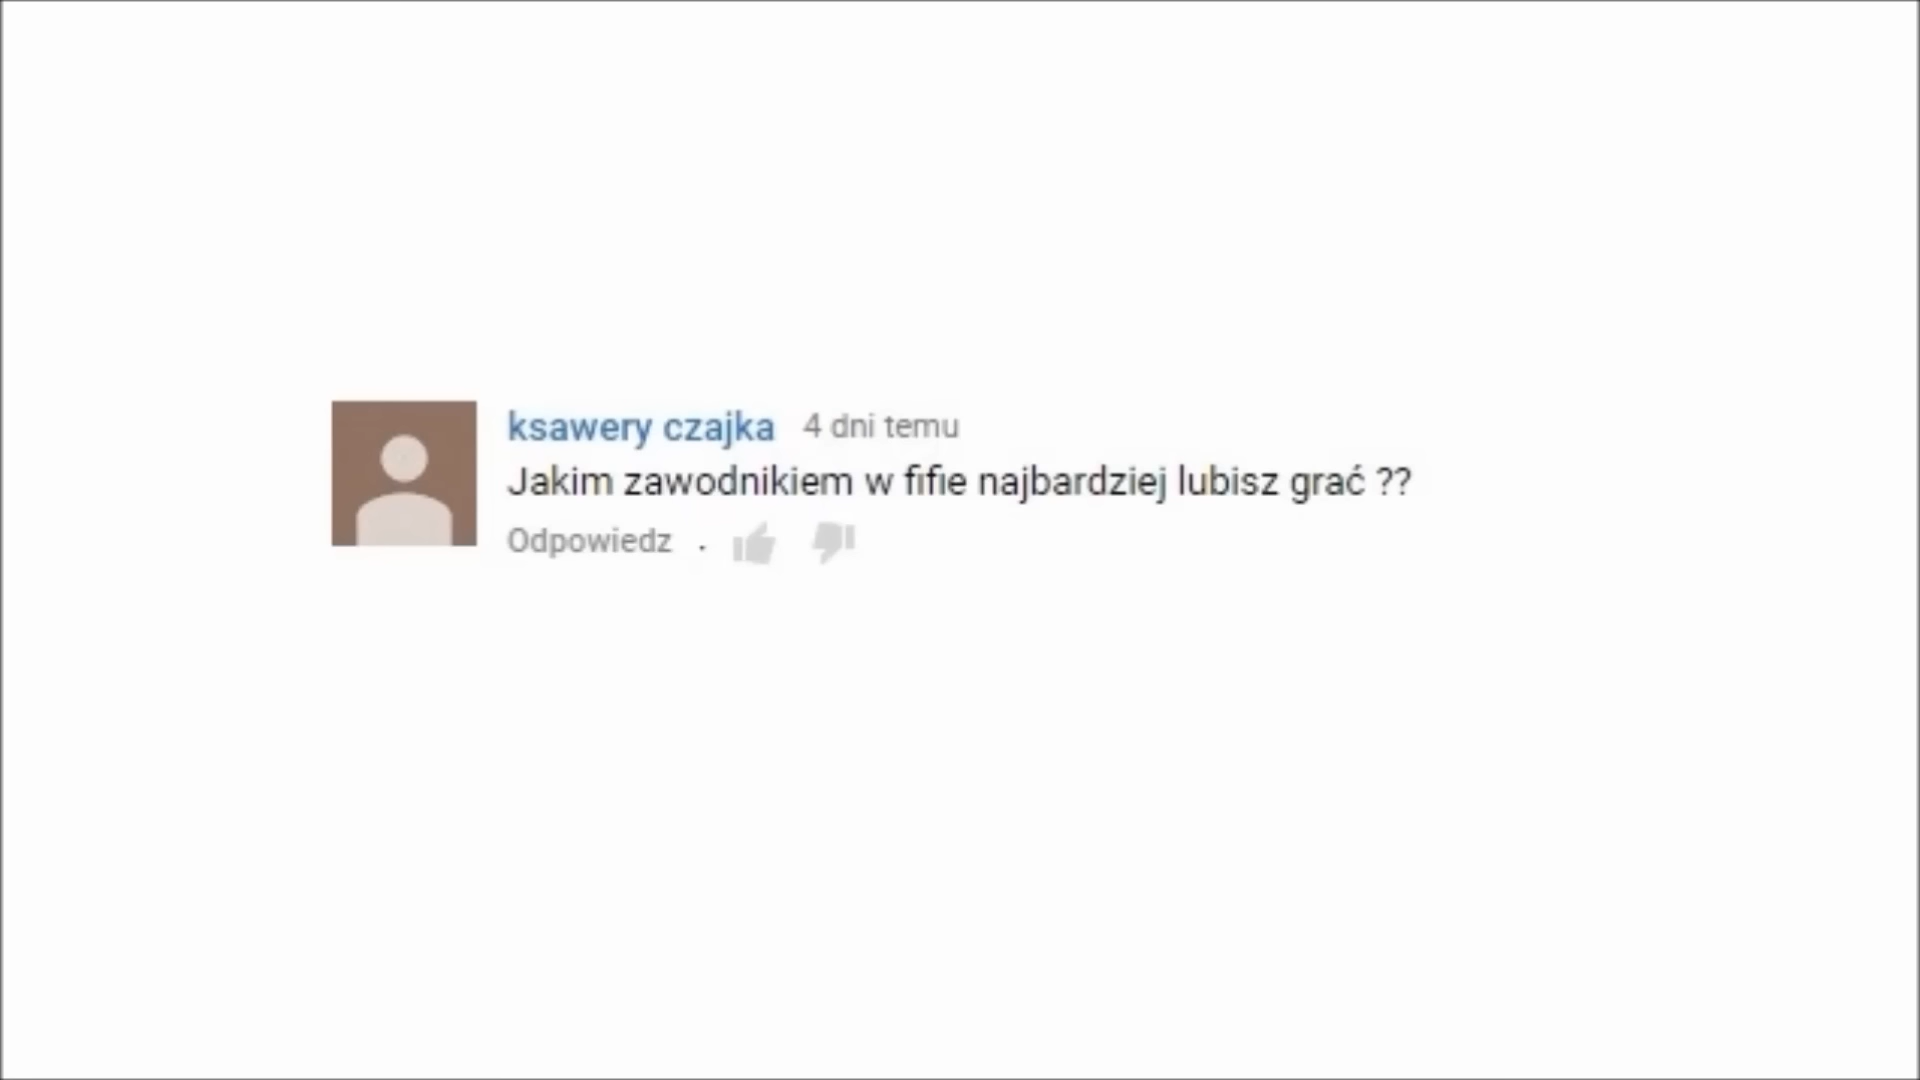 ksawery czajka 4 dni temu
Jakim zawodnikiem w fifie najbardziej lubisz grać ??
Odpowiedz .